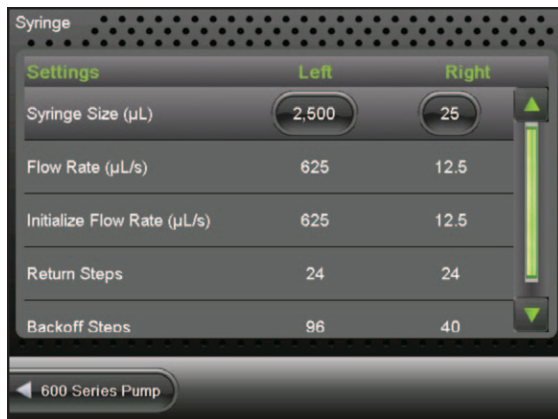 Syringe
Settings Left Right
Syringe Size (µL) 2,500 25
Flow Rate (µL/s) 625 12.5
Initialize Flow Rate (µL/s) 625 12.5
Return Steps 24 24
Backoff Steps 96 40
600 Series Pump